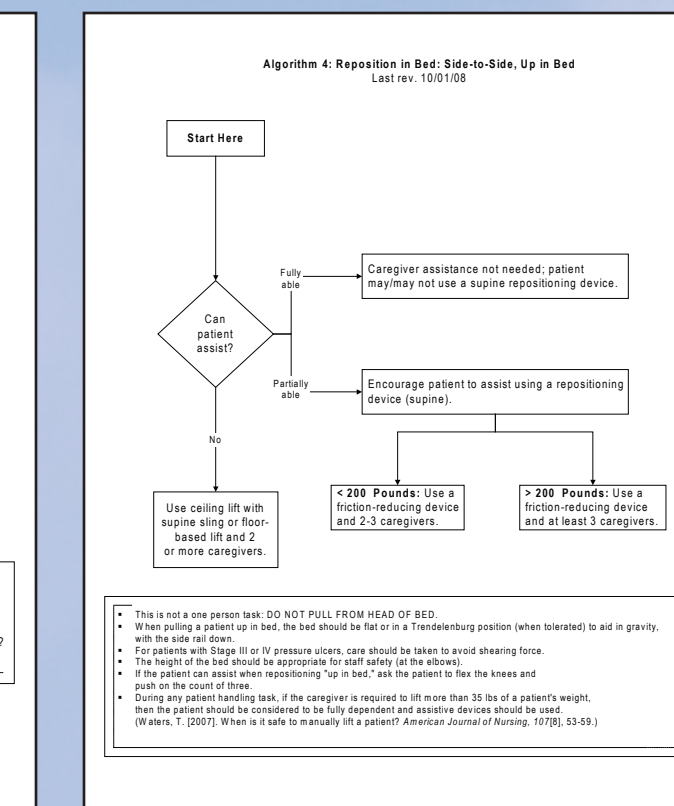 Algorithm 4: Reposition in Bed: Side-to-Side, Up in Bed
Last rev. 10/01/08
Start Here
Can
patient
assist?
Fully
able
Caregiver assistance not needed; patient
may/may not use a supine repositioning device.
Partially
able
Encourage patient to assist using a repositioning
device (supine).
No
Use ceiling lift with
supine sling or floor-
based lift and 2
or more caregivers.
< 200 Pounds: Use a
friction-reducing device
and 2-3 caregivers.
> 200 Pounds: Use a
friction-reducing device
and at least 3 caregivers.
?
▪ This is not a one person task: DO NOT PULL FROM HEAD OF BED.
▪ When pulling a patient up in bed, the bed should be flat or in a Trendelenburg position (when tolerated) to aid in gravity,
with the side rail down.
▪ For patients with Stage III or IV pressure ulcers, care should be taken to avoid shearing force.
▪ The height of the bed should be appropriate for staff safety (at the elbows).
▪ If the patient can assist when repositioning "up in bed," ask the patient to flex the knees and
push on the count of three.
▪ During any patient handling task, if the caregiver is required to lift more than 35 lbs of a patient's weight,
then the patient should be considered to be fully dependent and assistive devices should be used.
(Waters, T. [2007]. When is it safe to manually lift a patient? American Journal of Nursing, 107[8], 53-59.)